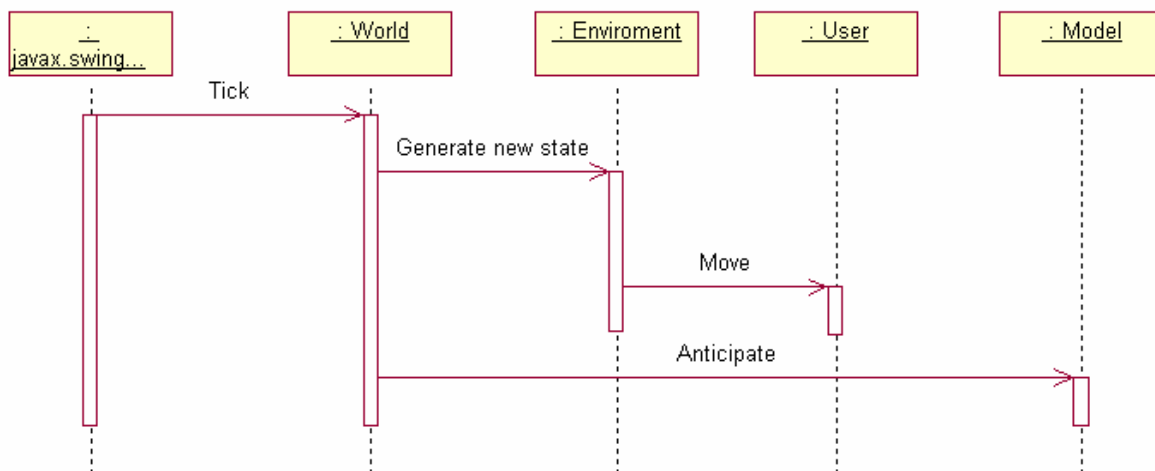 :
javax.swing...
: World
: Enviroment
: User
: Model
Tick
Generate new state
Move
Anticipate